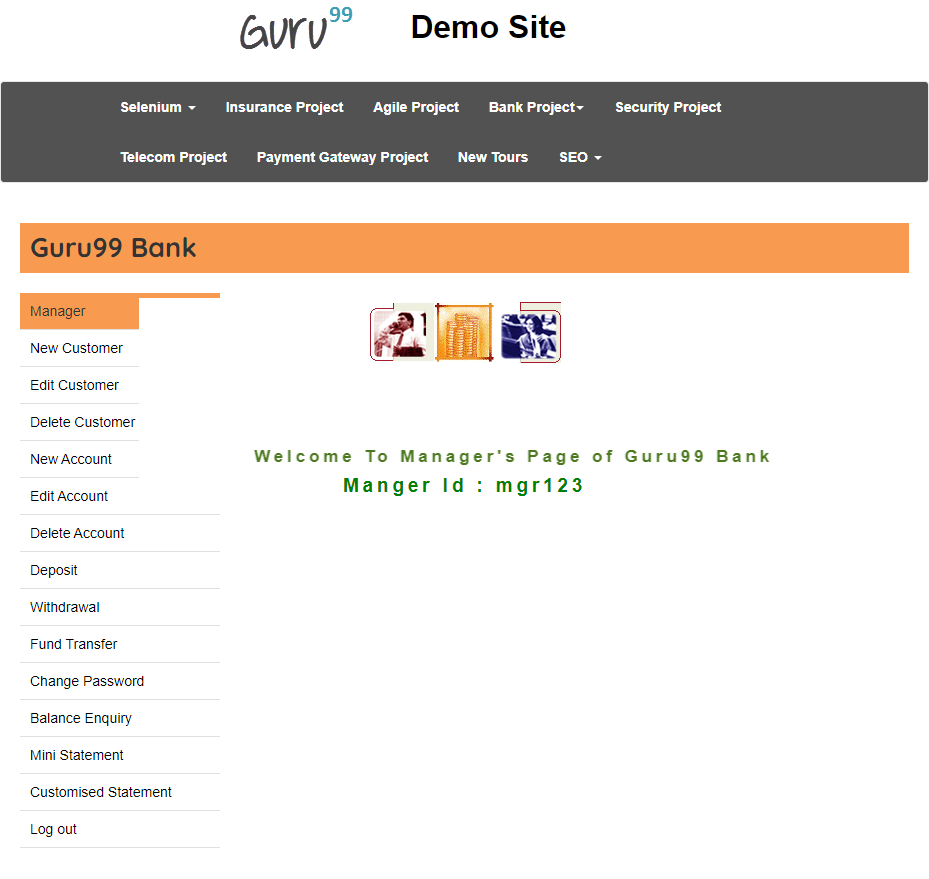 Guru99 Demo Site
Selenium Insurance Project Agile Project Bank Project Security Project
Telecom Project Payment Gateway Project New Tours SEO
Guru99 Bank
Manager
New Customer
Edit Customer
Delete Customer
New Account
Edit Account
Delete Account
Deposit
Withdrawal
Fund Transfer
Change Password
Balance Enquiry
Mini Statement
Customised Statement
Log out
Welcome To Manager's Page of Guru99 Bank
Manger Id : mgr123